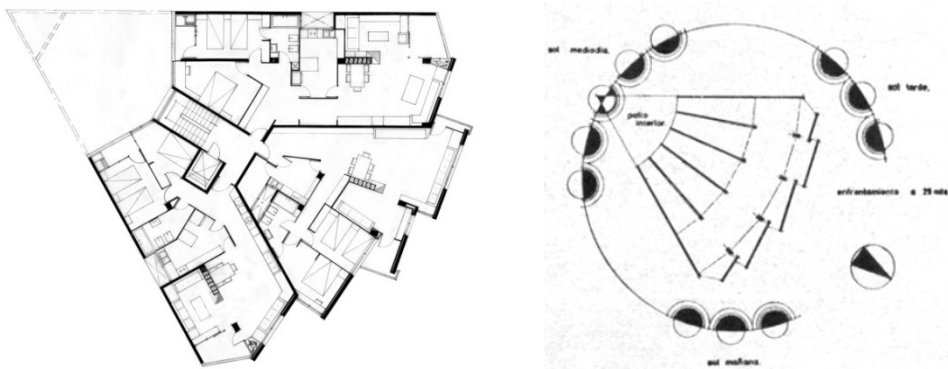 sol mediodia.
sol tarde,
patio
interior.
enfrentamiento a 25 mts
sol mañana.